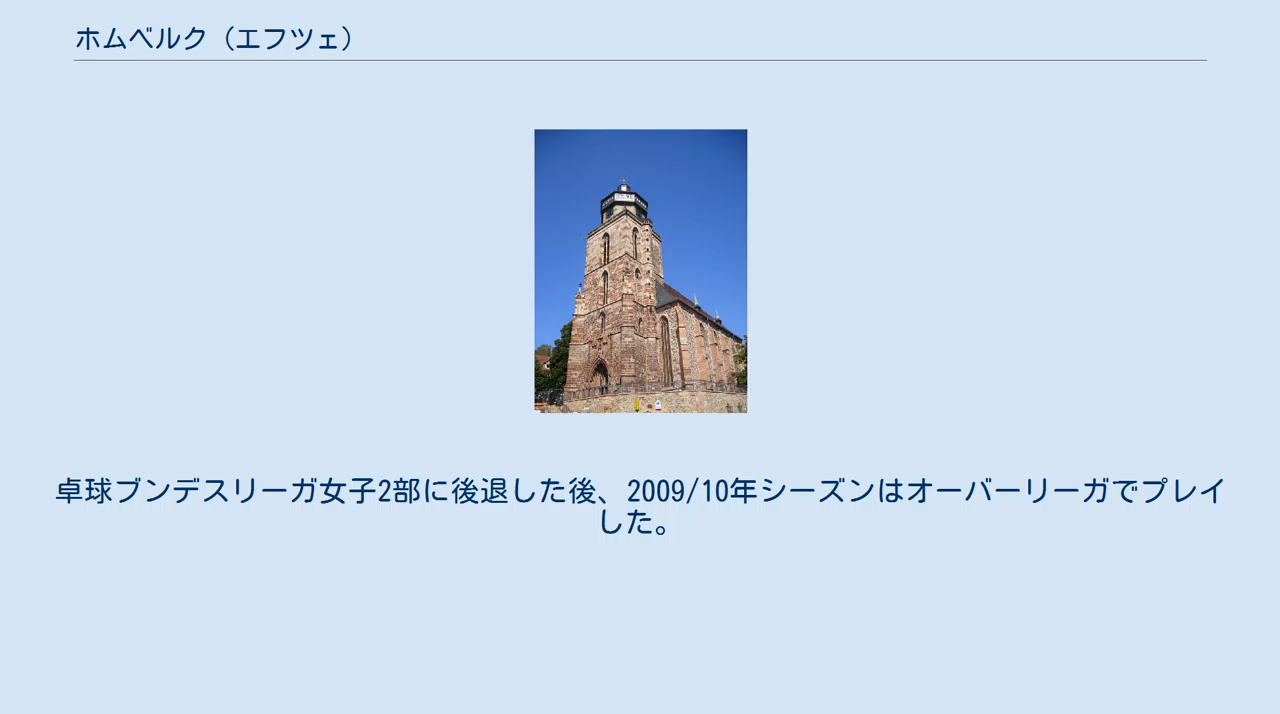 ホムベルク（エフツェ）
卓球ブンデスリーガ女子2部に後退した後、2009/10年シーズンはオーバーリーガでプレイ
した。